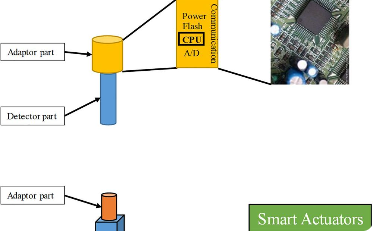 Power
Flash
CPU
A/D
Communication
Adaptor part
Detector part
Adaptor part
Smart Actuators